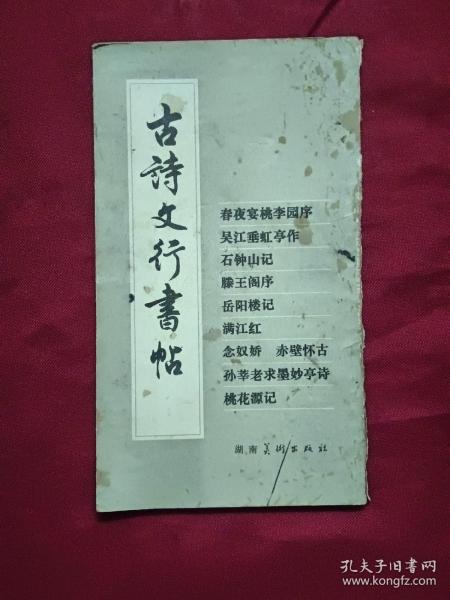 古詩文行書帖
春夜宴桃李园序
吴江垂虹亭作
石钟山记
滕王阁序
岳阳楼记
满江红
念奴娇 赤壁怀古
孙莘老求墨妙亭诗
桃花源记
湖南美术出版社
孔夫子旧书网
www.kongfz.com